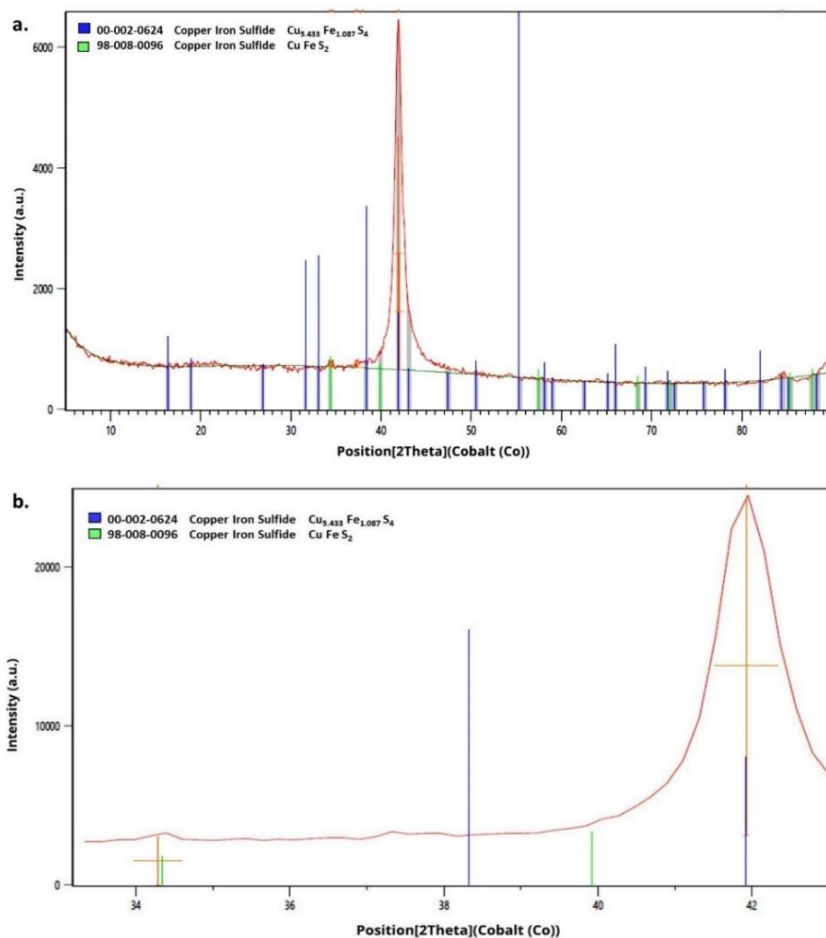 a.
00-002-0624 Copper Iron Sulfide Cu5.433 Fe1.087 S4
98-008-0096 Copper Iron Sulfide Cu Fe S2
Intensity (a.u.)
6000
4000
2000
0
10 20 30 40 50 60 70 80
Position[2Theta](Cobalt (Co))
b.
00-002-0624 Copper Iron Sulfide Cu5.433 Fe1.087 S4
98-008-0096 Copper Iron Sulfide Cu Fe S2
Intensity (a.u.)
20000
10000
0
34 36 38 40 42
Position[2Theta](Cobalt (Co))